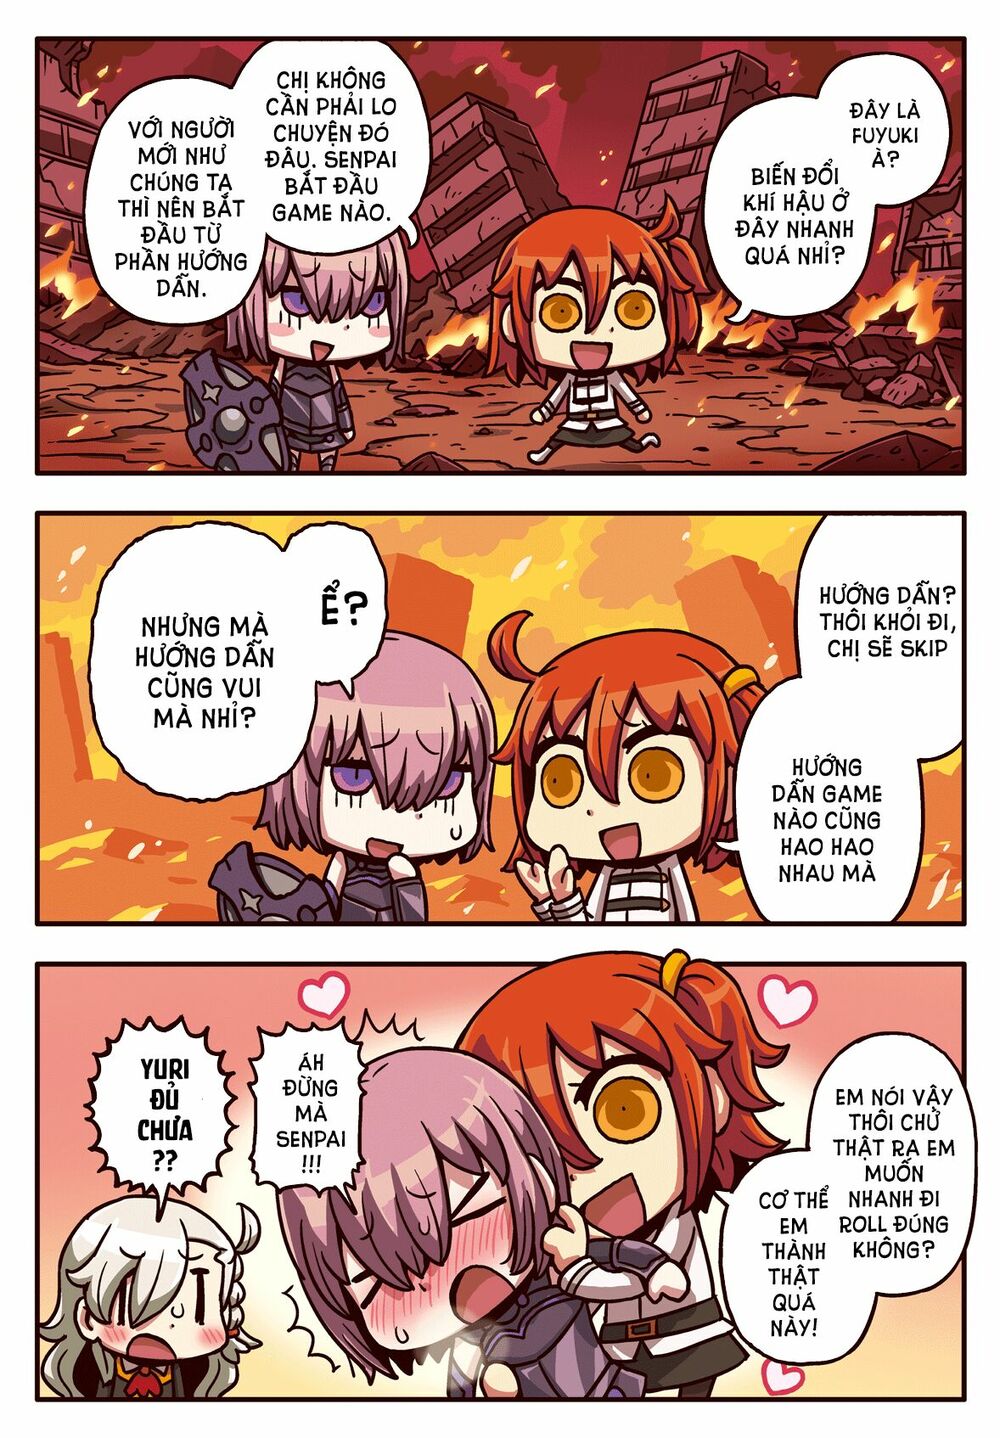 ĐÂY LÀ
FUYUKI
À?
BIẾN ĐỔI
KHÍ HẬU Ở
ĐÂY NHANH
QUÁ NHỈ?
CHỊ KHÔNG
CẦN PHẢI LO
CHUYỆN ĐÓ
ĐÂU. SENPAI
BẮT ĐẦU
GAME NÀO.
VỚI NGƯỜI
MỚI NHƯ
CHÚNG TA
THÌ NÊN BẮT
ĐẦU TỪ
PHẦN HƯỚNG
DẪN.
HƯỚNG DẪN?
THÔI KHỎI ĐI,
CHỊ SẼ SKIP
HƯỚNG
DẪN GAME
NÀO CŨNG
HAO HAO
NHAU MÀ
Ể?
NHƯNG MÀ
HƯỚNG DẪN
CŨNG VUI
MÀ NHỈ?
EM NÓI VẬY
THÔI CHỨ
THẬT RA EM
MUỐN
NHANH ĐI
ROLL ĐÚNG
KHÔNG?
CƠ THỂ
EM
THÀNH
THẬT
QUÁ
NÀY!
ÁH
ĐỪNG
MÀ
SENPAI
!!!
YURI
ĐỦ
CHƯA
??